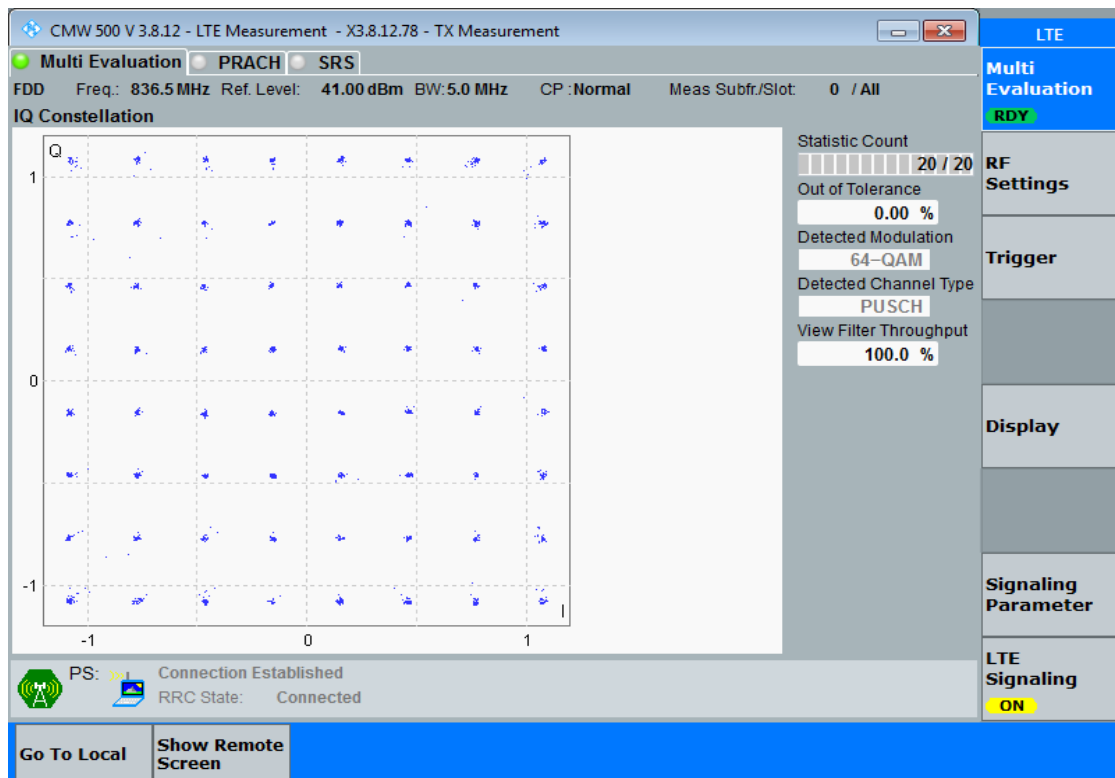 CMW 500 V 3.8.12 - LTE Measurement - X3.8.12.78 - TX Measurement
LTE
Multi Evaluation PRACH SRS
Multi
Evaluation
RDY
FDD Freq.: 836.5 MHz Ref. Level: 41.00 dBm BW: 5.0 MHz CP : Normal Meas Subfr./Slot: 0 / All
IQ Constellation
Q
1
0
-1
-1 0 1
I
Statistic Count
20 / 20
Out of Tolerance
0.00 %
Detected Modulation
64-QAM
Detected Channel Type
PUSCH
View Filter Throughput
100.0 %
RF
Settings
Trigger
Display
Signaling
Parameter
LTE
Signaling
ON
PS: Connection Established
RRC State: Connected
Go To Local
Show Remote
Screen